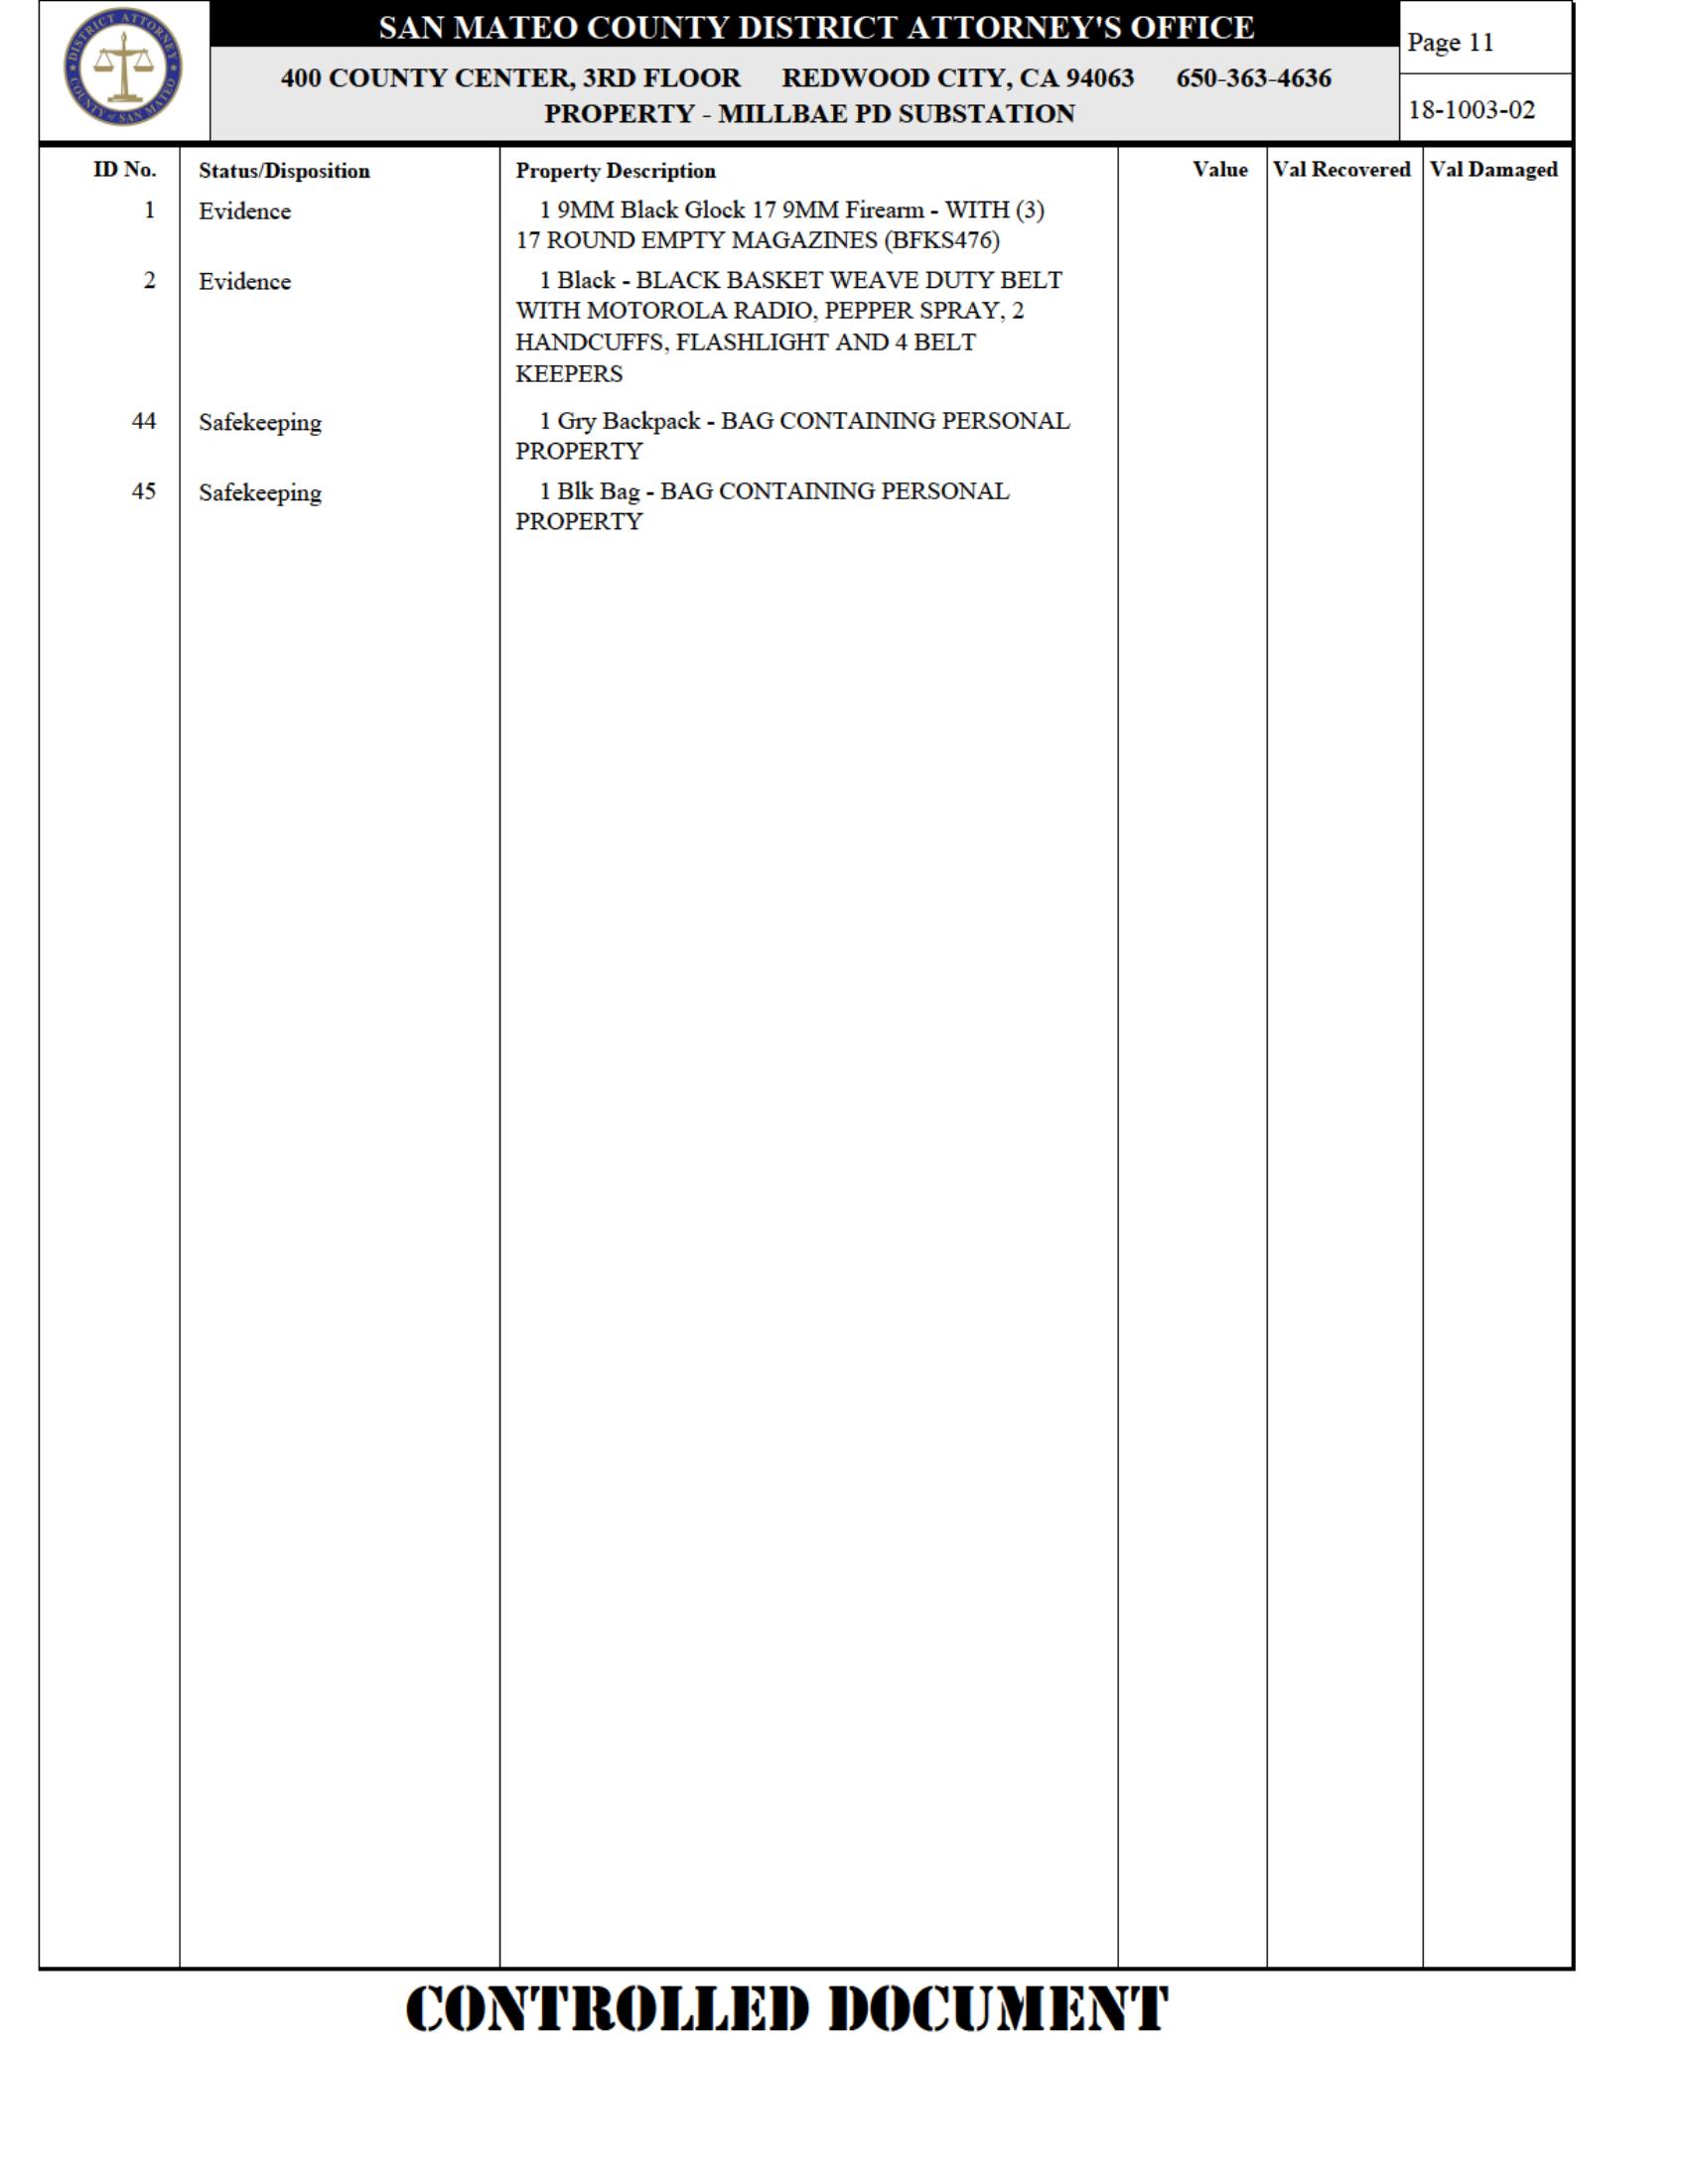 DISTRICT ATTORNEY
COUNTY of SAN MATEO
SAN MATEO COUNTY DISTRICT ATTORNEY'S OFFICE
400 COUNTY CENTER, 3RD FLOOR REDWOOD CITY, CA 94063 650-363-4636
PROPERTY - MILLBAE PD SUBSTATION
Page 11
18-1003-02
ID No. Status/Disposition Property Description Value Val Recovered Val Damaged
1 Evidence 1 9MM Black Glock 17 9MM Firearm - WITH (3)
17 ROUND EMPTY MAGAZINES (BFKS476)
2 Evidence 1 Black - BLACK BASKET WEAVE DUTY BELT
WITH MOTOROLA RADIO, PEPPER SPRAY, 2
HANDCUFFS, FLASHLIGHT AND 4 BELT
KEEPERS
44 Safekeeping 1 Gry Backpack - BAG CONTAINING PERSONAL
PROPERTY
45 Safekeeping 1 Blk Bag - BAG CONTAINING PERSONAL
PROPERTY
CONTROLLED DOCUMENT